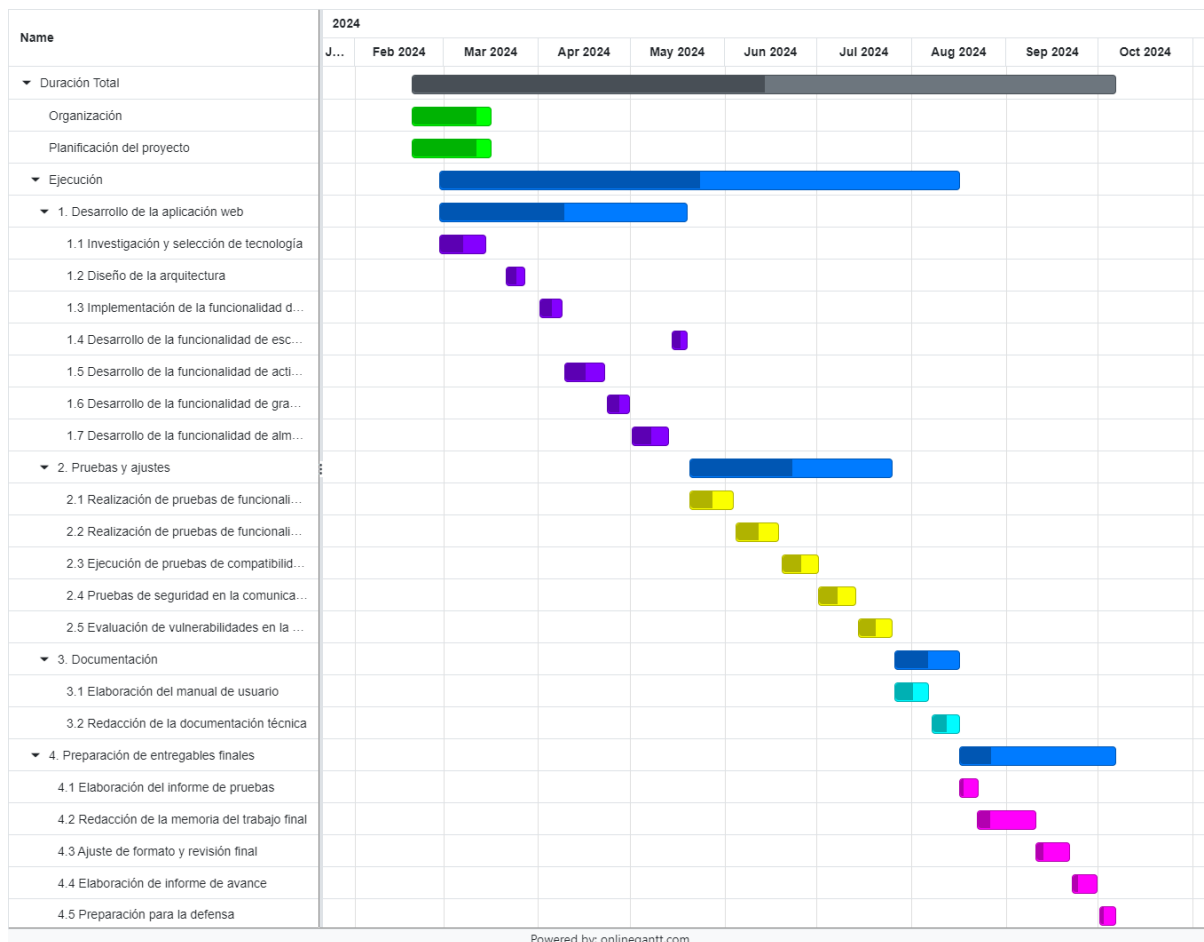 Name
2024
J...
Feb 2024
Mar 2024
Apr 2024
May 2024
Jun 2024
Jul 2024
Aug 2024
Sep 2024
Oct 2024
Duración Total
Organización
Planificación del proyecto
Ejecución
1. Desarrollo de la aplicación web
1.1 Investigación y selección de tecnología
1.2 Diseño de la arquitectura
1.3 Implementación de la funcionalidad d...
1.4 Desarrollo de la funcionalidad de esc...
1.5 Desarrollo de la funcionalidad de acti...
1.6 Desarrollo de la funcionalidad de gra...
1.7 Desarrollo de la funcionalidad de alm...
2. Pruebas y ajustes
2.1 Realización de pruebas de funcionali...
2.2 Realización de pruebas de funcionali...
2.3 Ejecución de pruebas de compatibilid...
2.4 Pruebas de seguridad en la comunica...
2.5 Evaluación de vulnerabilidades en la ...
3. Documentación
3.1 Elaboración del manual de usuario
3.2 Redacción de la documentación técnica
4. Preparación de entregables finales
4.1 Elaboración del informe de pruebas
4.2 Redacción de la memoria del trabajo final
4.3 Ajuste de formato y revisión final
4.4 Elaboración de informe de avance
4.5 Preparación para la defensa
Powered by: onlinegantt.com